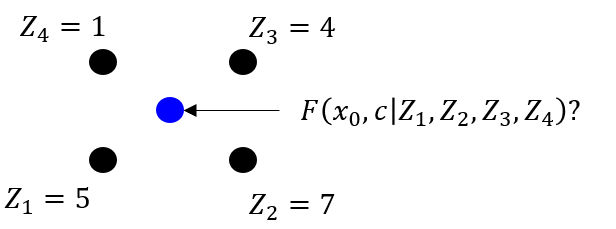 Z₄ = 1
Z₃ = 4
F(x₀, c|Z₁, Z₂, Z₃, Z₄)?
Z₁ = 5
Z₂ = 7